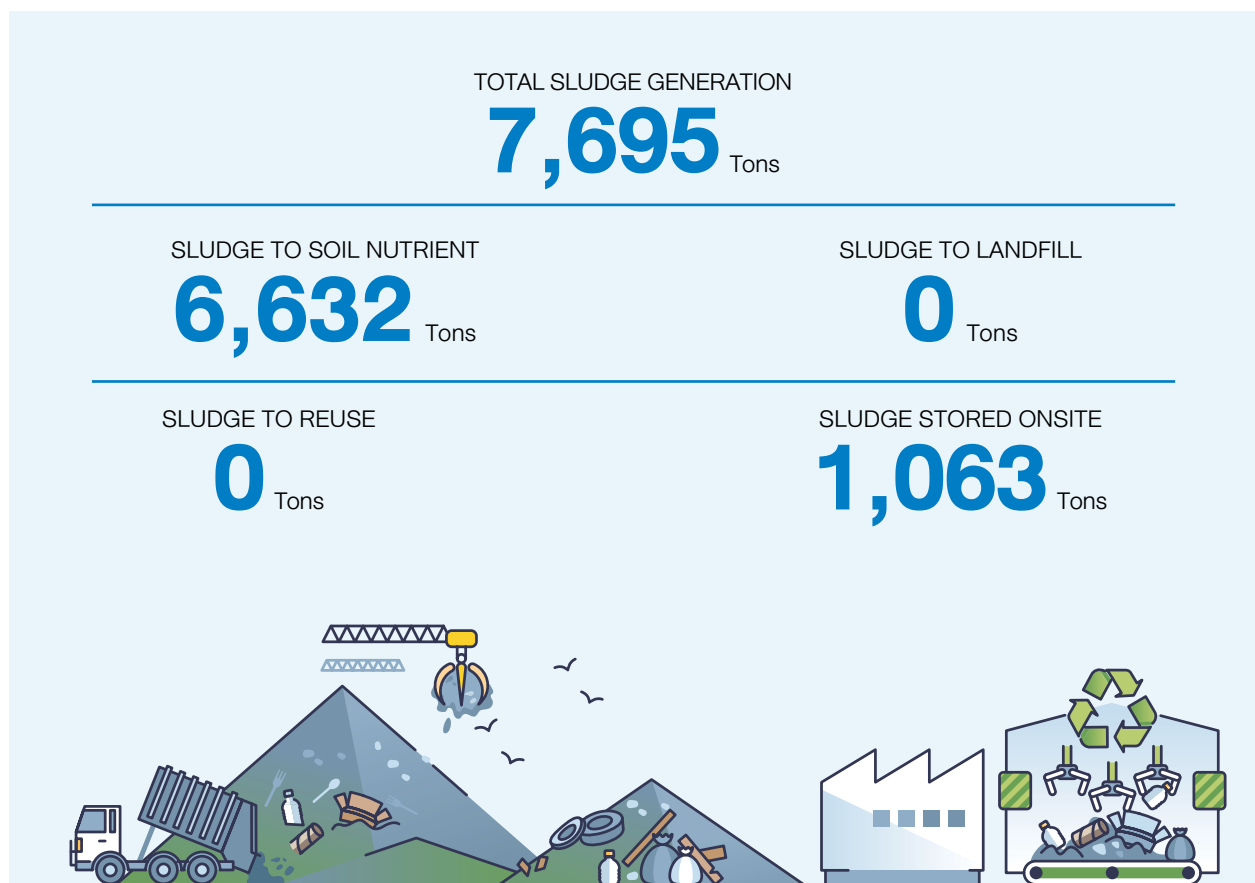 TOTAL SLUDGE GENERATION
7,695 Tons
SLUDGE TO SOIL NUTRIENT
6,632 Tons
SLUDGE TO LANDFILL
0 Tons
SLUDGE TO REUSE
0 Tons
SLUDGE STORED ONSITE
1,063 Tons